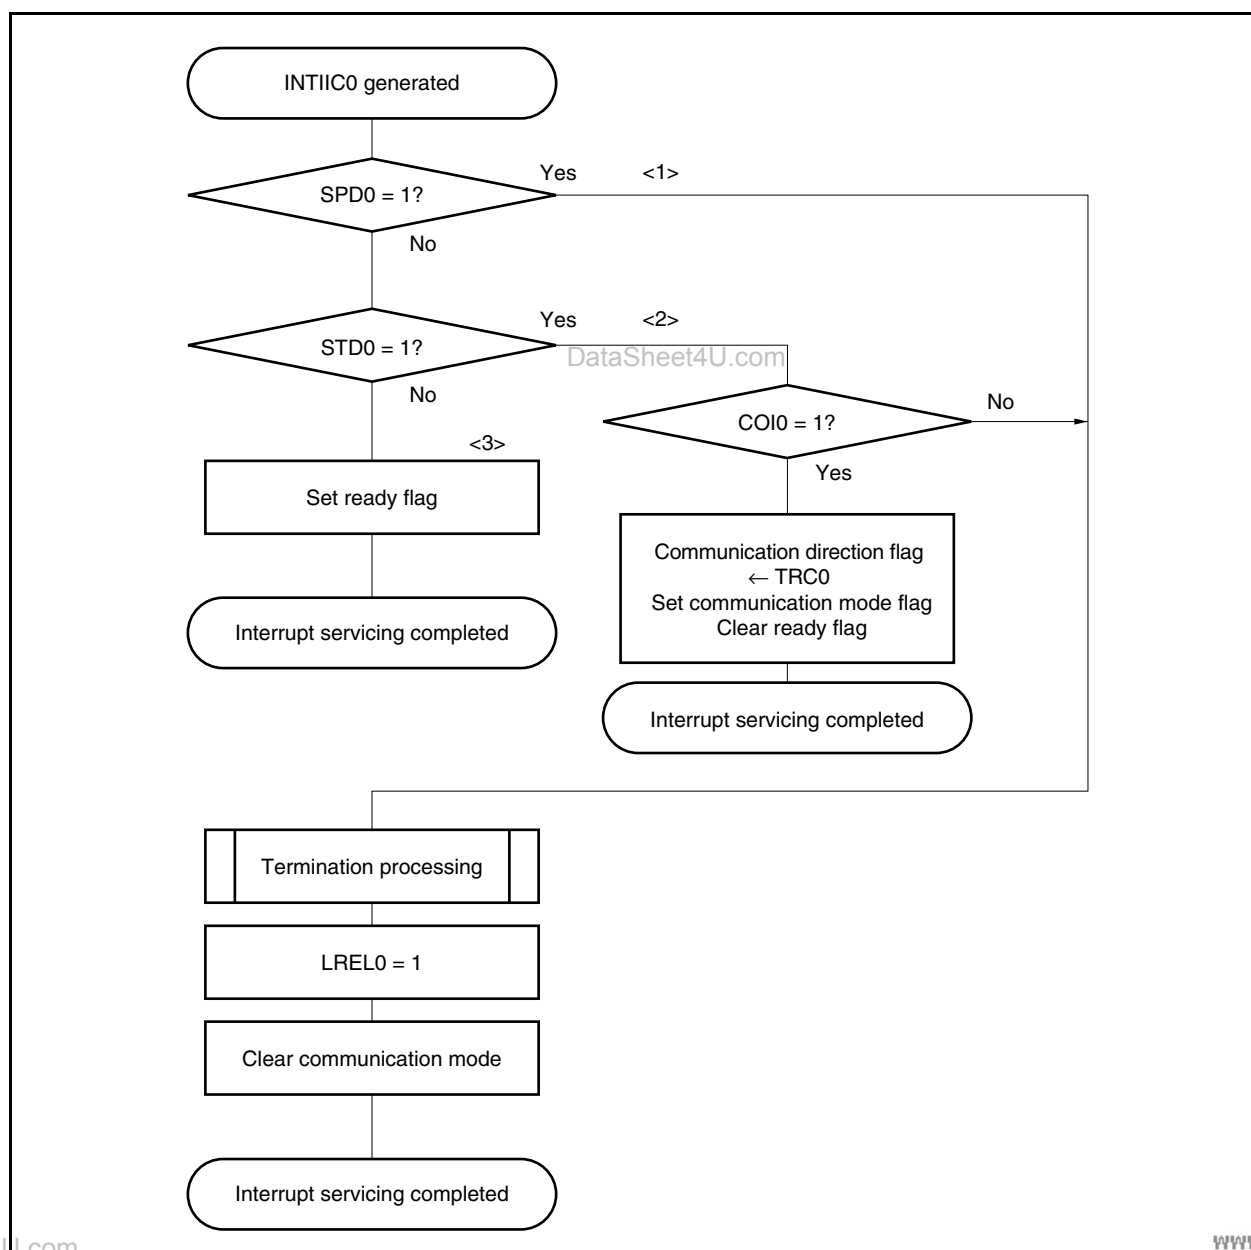 INTIIC0 generated
Yes <1>
SPD0 = 1?
No
Yes <2>
STD0 = 1?
DataSheet4U.com
No
No
COI0 = 1?
Yes
<3>
Set ready flag
Communication direction flag
← TRC0
Set communication mode flag
Clear ready flag
Interrupt servicing completed
Interrupt servicing completed
Termination processing
LREL0 = 1
Clear communication mode
Interrupt servicing completed
U.com